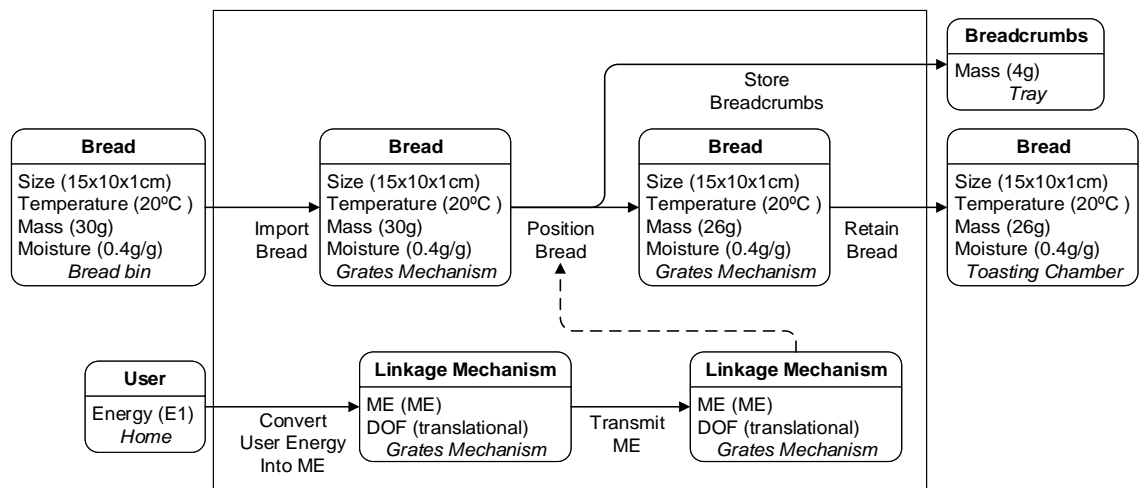 Breadcrumbs
Mass (4g)
Tray
Store
Breadcrumbs
Bread
Size (15x10x1cm)
Temperature (20ºC )
Mass (30g)
Moisture (0.4g/g)
Bread bin
Import
Bread
Bread
Size (15x10x1cm)
Temperature (20ºC )
Mass (30g)
Moisture (0.4g/g)
Grates Mechanism
Position
Bread
Bread
Size (15x10x1cm)
Temperature (20ºC )
Mass (26g)
Moisture (0.4g/g)
Grates Mechanism
Retain
Bread
Bread
Size (15x10x1cm)
Temperature (20ºC )
Mass (26g)
Moisture (0.4g/g)
Toasting Chamber
User
Energy (E1)
Home
Convert
User Energy
Into ME
Linkage Mechanism
ME (ME)
DOF (translational)
Grates Mechanism
Transmit
ME
Linkage Mechanism
ME (ME)
DOF (translational)
Grates Mechanism